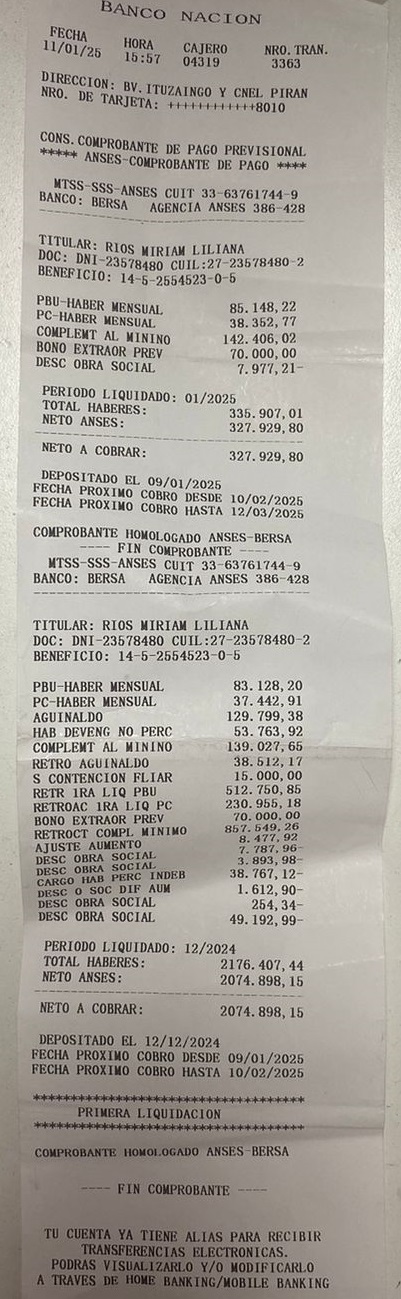 BANCO NACION
FECHA HORA CAJERO NRO. TRAN.
11/01/25 15:57 04319 3363
DIRECCION: BV. ITUZAINGO Y CNEL PIRAN
NRO. DE TARJETA: ++++++++++++8010
CONS. COMPROBANTE DE PAGO PREVISIONAL
***** ANSES-COMPROBANTE DE PAGO ****
MTSS-SSS-ANSES CUIT 33-63761744-9
BANCO: BERSA AGENCIA ANSES 386-428
TITULAR: RIOS MIRIAM LILIANA
DOC: DNI-23578480 CUIL:27-23578480-2
BENEFICIO: 14-5-2554523-0-5
PBU-HABER MENSUAL 85.148,22
PC-HABER MENSUAL 38.352,77
COMPLEMT AL MININO 142.406,02
BONO EXTRAOR PREV 70.000,00
DESC OBRA SOCIAL 7.977,21-
PERIODO LIQUIDADO: 01/2025
TOTAL HABERES: 335.907,01
NETO ANSES: 327.929,80
NETO A COBRAR: 327.929,80
DEPOSITADO EL 09/01/2025
FECHA PROXIMO COBRO DESDE 10/02/2025
FECHA PROXIMO COBRO HASTA 12/03/2025
COMPROBANTE HOMOLOGADO ANSES-BERSA
---- FIN COMPROBANTE ----
MTSS-SSS-ANSES CUIT 33-63761744-9
BANCO: BERSA AGENCIA ANSES 386-428
TITULAR: RIOS MIRIAM LILIANA
DOC: DNI-23578480 CUIL:27-23578480-2
BENEFICIO: 14-5-2554523-0-5
PBU-HABER MENSUAL 83.128,20
PC-HABER MENSUAL 37.442,91
AGUINALDO 129.799,38
HAB DEVENG NO PERC 53.763,92
COMPLEMT AL MININO 139.027,65
RETRO AGUINALDO 38.512,17
S CONTENCION FLIAR 15.000,00
RETR 1RA LIQ PBU 512.750,85
RETROAC 1RA LIQ PC 230.955,18
BONO EXTRAOR PREV 70.000,00
RETROCT COMPL MINIMO 857.549,26
AJUSTE AUMENTO 8.477,92
DESC OBRA SOCIAL 7.787,96-
DESC OBRA SOCIAL 3.893,98-
CARGO HAB PERC INDEB 38.767,12-
DESC O SOC DIF AUM 1.612,90-
DESC OBRA SOCIAL 254,34-
DESC OBRA SOCIAL 49.192,99-
PERIODO LIQUIDADO: 12/2024
TOTAL HABERES: 2176.407,44
NETO ANSES: 2074.898,15
NETO A COBRAR: 2074.898,15
DEPOSITADO EL 12/12/2024
FECHA PROXIMO COBRO DESDE 09/01/2025
FECHA PROXIMO COBRO HASTA 10/02/2025
************************************
PRIMERA LIQUIDACION
************************************
COMPROBANTE HOMOLOGADO ANSES-BERSA
---- FIN COMPROBANTE ----
TU CUENTA YA TIENE ALIAS PARA RECIBIR
TRANSFERENCIAS ELECTRONICAS.
PODRAS VISUALIZARLO Y/O MODIFICARLO
A TRAVES DE HOME BANKING/MOBILE BANKING